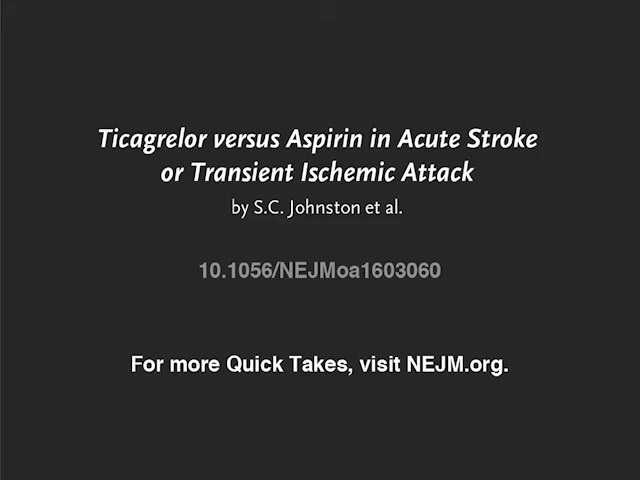 Ticagrelor versus Aspirin in Acute Stroke
or Transient Ischemic Attack
by S.C. Johnston et al.
10.1056/NEJMoa1603060
For more Quick Takes, visit NEJM.org.